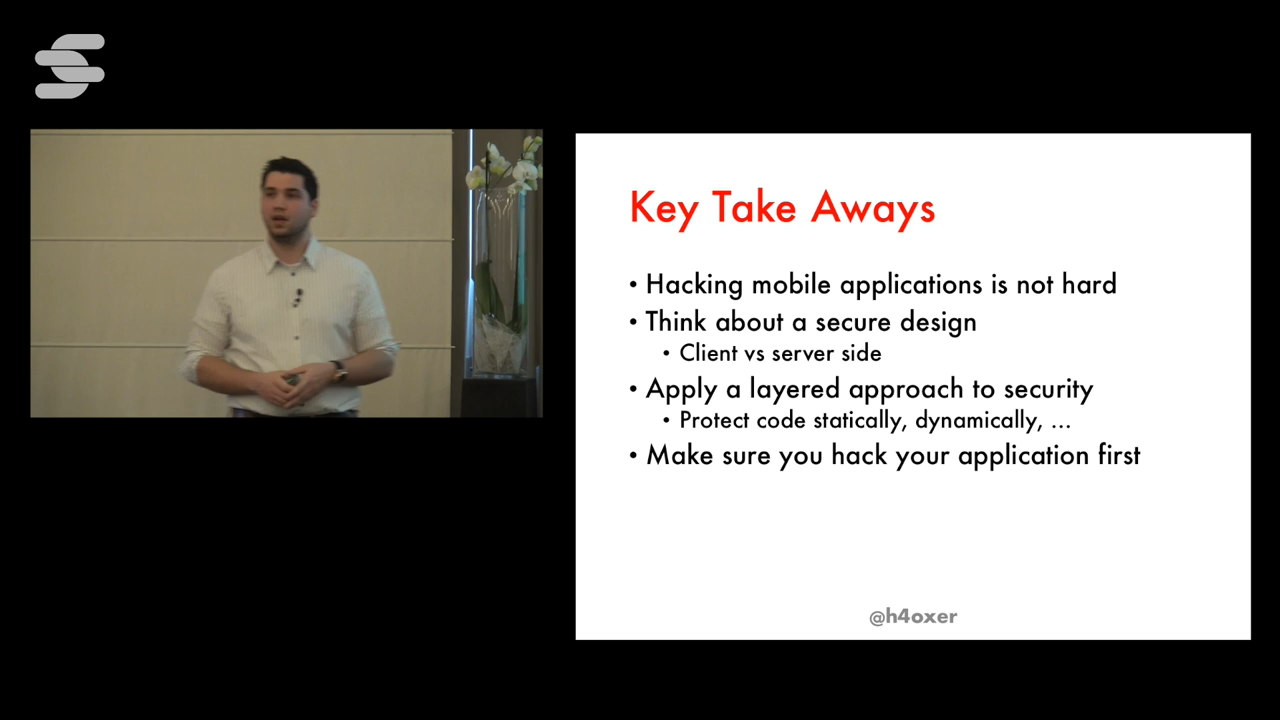 Key Take Aways
• Hacking mobile applications is not hard
• Think about a secure design
• Client vs server side
• Apply a layered approach to security
• Protect code statically, dynamically, ...
• Make sure you hack your application first
@h4oxer